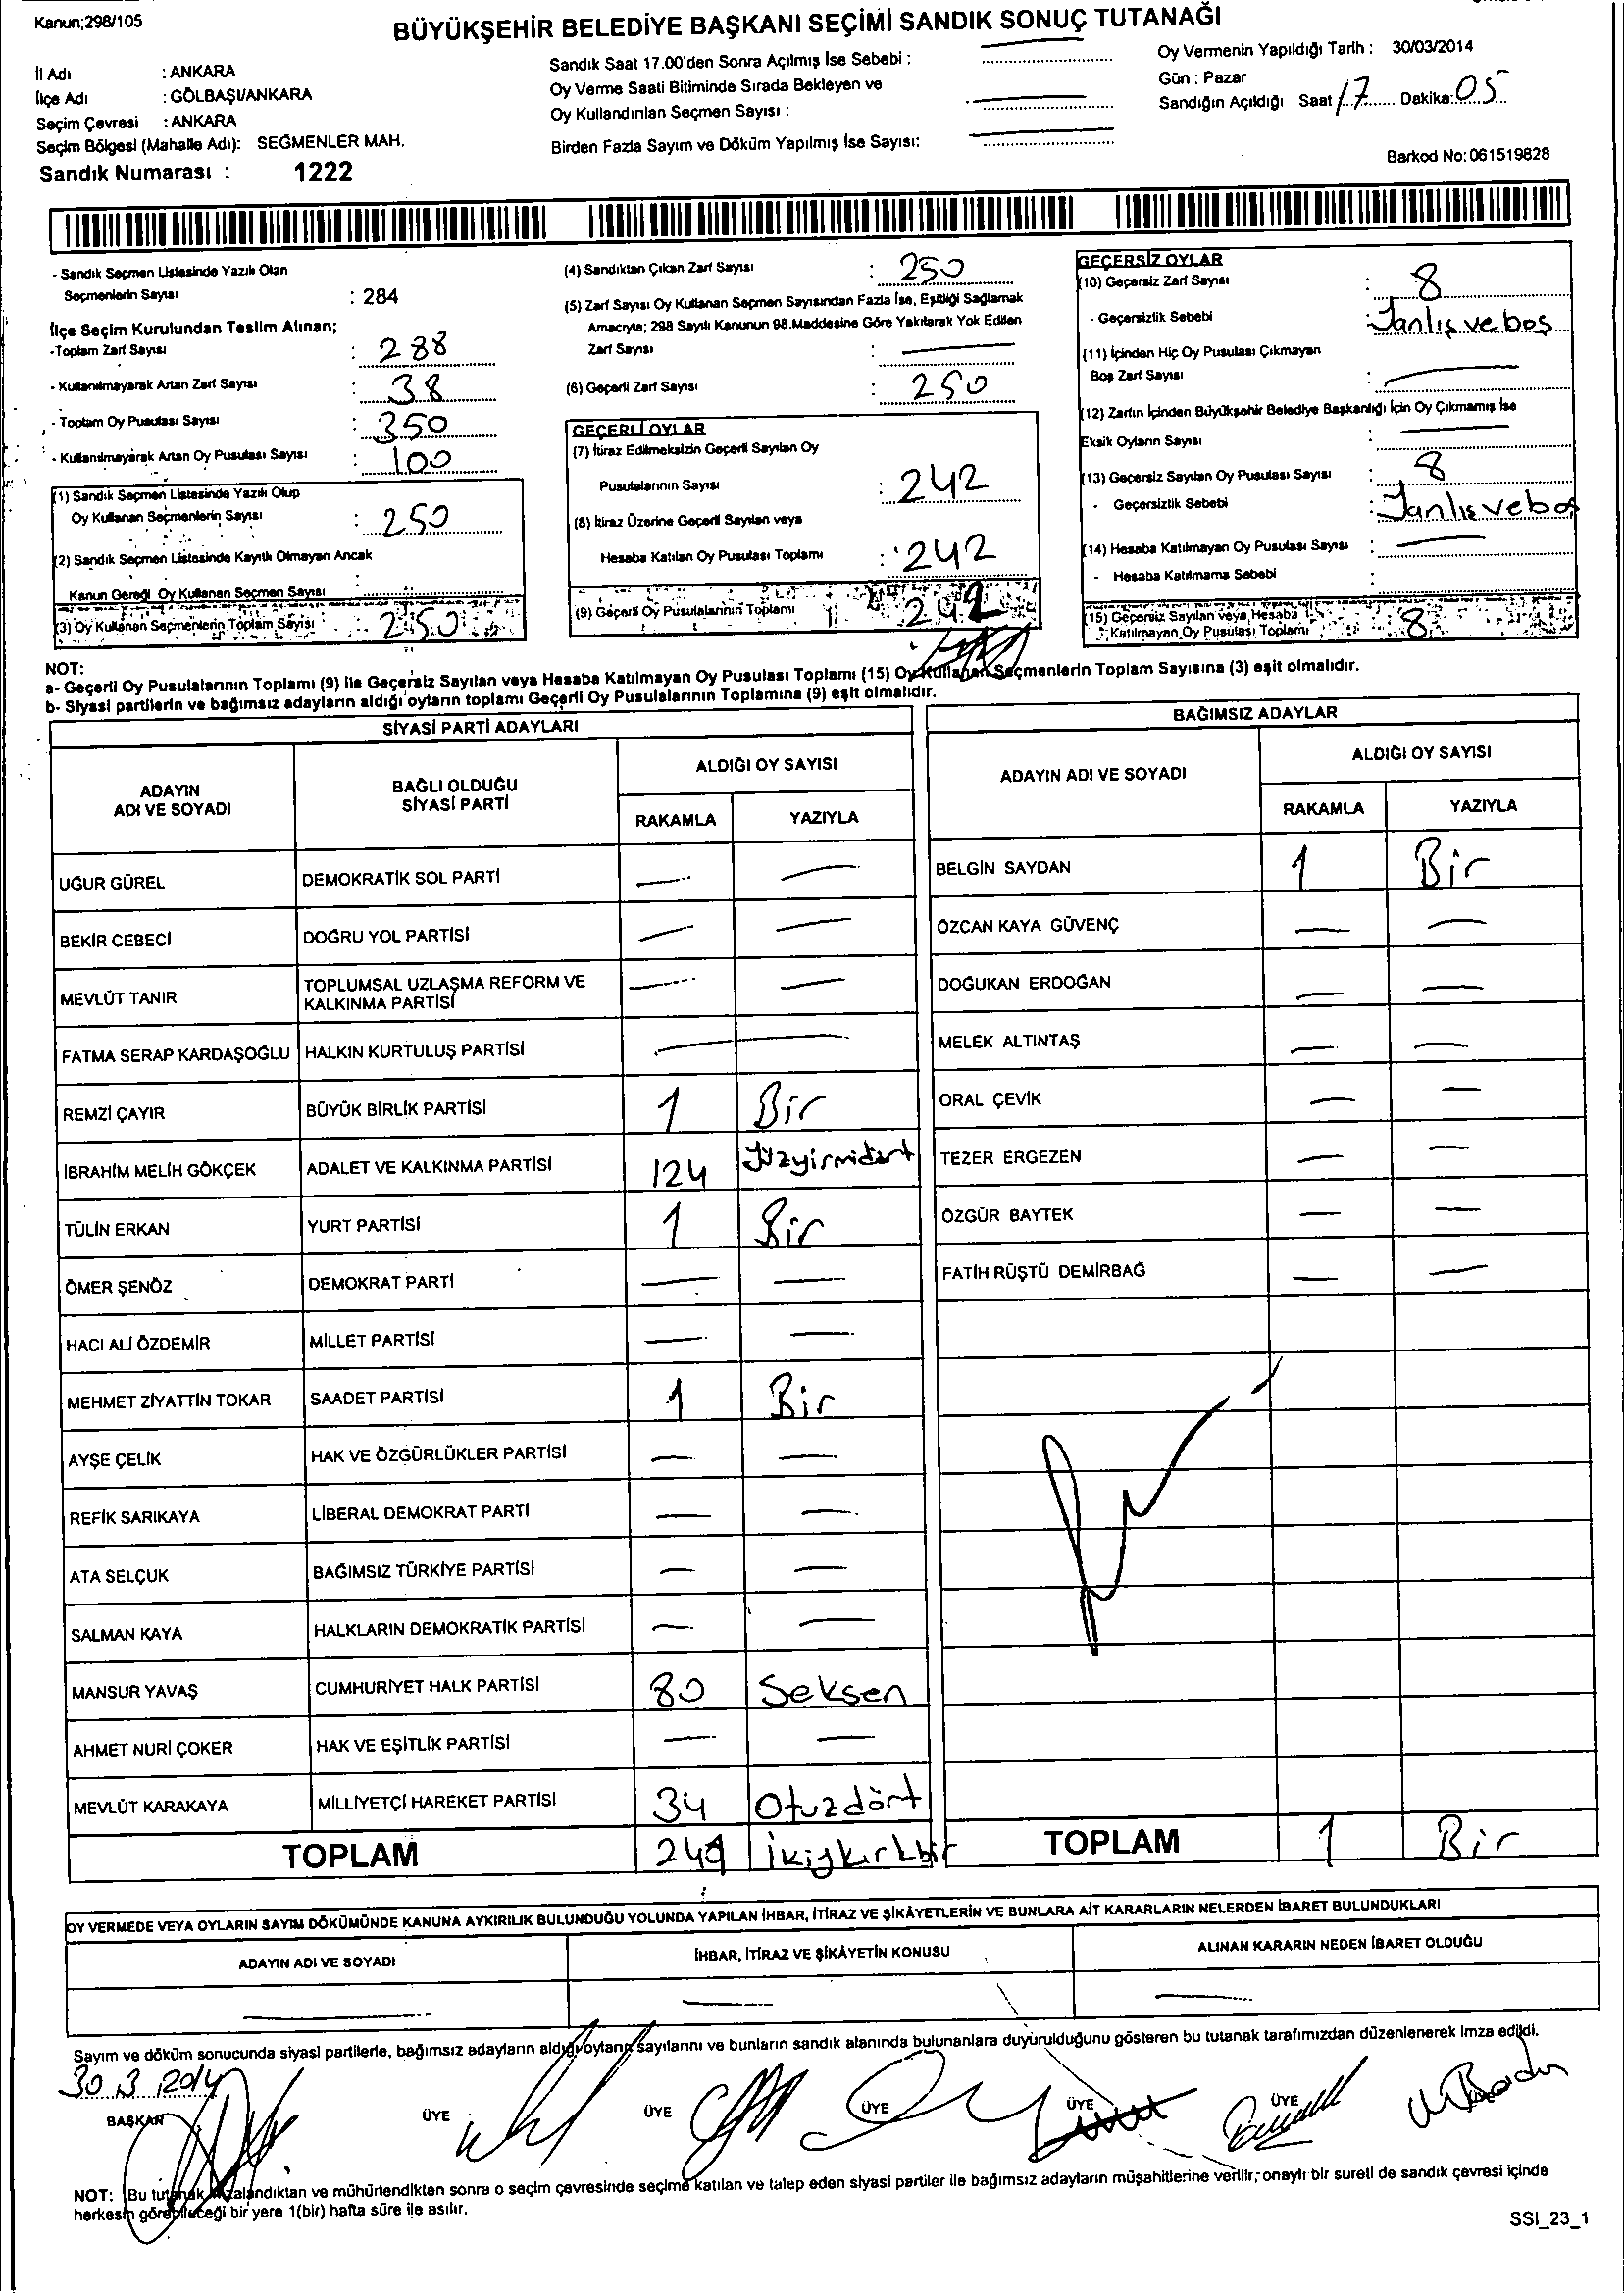 Kanun;298/105
BÜYÜKŞEHİR BELEDİYE BAŞKANI SEÇİMİ SANDIK SONUÇ TUTANAĞI
İl Adı : ANKARA
İlçe Adı : GÖLBAŞI/ANKARA
Seçim Çevresi : ANKARA
Seçim Bölgesi (Mahalle Adı): SEĞMENLER MAH.
Sandık Numarası : 1222
Sandık Saat 17.00'den Sonra Açılmış İse Sebebi :
Oy Verme Saati Bitiminde Sırada Bekleyen ve
Oy Kullandırılan Seçmen Sayısı :
Birden Fazla Sayım ve Döküm Yapılmış İse Sayısı:
Oy Vermenin Yapıldığı Tarih : 30/03/2014
Gün : Pazar
Sandığın Açıldığı Saat 17 Dakika: 05
Barkod No: 061519828
- Sandık Seçmen Listesinde Yazılı Olan
Seçmenlerin Sayısı : 284
İlçe Seçim Kurulundan Teslim Alınan;
-Toplam Zarf Sayısı : 288
- Kullanılmayarak Artan Zarf Sayısı : 38
- Toplam Oy Pusulası Sayısı : 350
- Kullanılmayarak Artan Oy Pusulası Sayısı : 100
(1) Sandık Seçmen Listesinde Yazılı Olup
Oy Kullanan Seçmenlerin Sayısı : 250
(2) Sandık Seçmen Listesinde Kayıtlı Olmayan Ancak
Kanun Gereği Oy Kullanan Seçmen Sayısı :
(3) Oy Kullanan Seçmenlerin Toplam Sayısı : 250
(4) Sandıktan Çıkan Zarf Sayısı : 250
(5) Zarf Sayısı Oy Kullanan Seçmen Sayısından Fazla İse, Eşitliği Sağlamak
Amacıyla; 298 Sayılı Kanunun 98.Maddesine Göre Yakılarak Yok Edilen
Zarf Sayısı :
(6) Geçerli Zarf Sayısı : 250
GEÇERLİ OYLAR
(7) İtiraz Edilmeksizin Geçerli Sayılan Oy
Pusulalarının Sayısı : 242
(8) İtiraz Üzerine Geçerli Sayılan veya
Hesaba Katılan Oy Pusulası Toplamı : 242
(9) Geçerli Oy Pusulalarının Toplamı 242
GEÇERSİZ OYLAR
(10) Geçersiz Zarf Sayısı : 8
- Geçersizlik Sebebi : Yanlış ve boş
(11) İçinden Hiç Oy Pusulası Çıkmayan
Boş Zarf Sayısı :
(12) Zarfın İçinden Büyükşehir Belediye Başkanlığı İçin Oy Çıkmamış İse
Eksik Oyların Sayısı :
(13) Geçersiz Sayılan Oy Pusulası Sayısı : 8
- Geçersizlik Sebebi : Yanlış ve boş
(14) Hesaba Katılmayan Oy Pusulası Sayısı :
- Hesaba Katılmama Sebebi :
(15) Geçersiz Sayılan veya Hesaba
Katılmayan Oy Pusulası Toplamı : 8
NOT:
a- Geçerli Oy Pusulalarının Toplamı (9) ile Geçersiz Sayılan veya Hesaba Katılmayan Oy Pusulası Toplamı (15) Oy Kullanan Seçmenlerin Toplam Sayısına (3) eşit olmalıdır.
b- Siyasi partilerin ve bağımsız adayların aldığı oyların toplamı Geçerli Oy Pusulalarının Toplamına (9) eşit olmalıdır.
SİYASİ PARTİ ADAYLARI
ADAYIN ADI VE SOYADI BAĞLI OLDUĞU SİYASİ PARTİ ALDIĞI OY SAYISI
RAKAMLA YAZIYLA
UĞUR GÜREL DEMOKRATİK SOL PARTİ
BEKİR CEBECİ DOĞRU YOL PARTİSİ
MEVLÜT TANIR TOPLUMSAL UZLAŞMA REFORM VE
KALKINMA PARTİSİ
FATMA SERAP KARDAŞOĞLU HALKIN KURTULUŞ PARTİSİ
REMZİ ÇAYIR BÜYÜK BİRLİK PARTİSİ 1 Bir
İBRAHİM MELİH GÖKÇEK ADALET VE KALKINMA PARTİSİ 124 Yüzyirmidört
TÜLİN ERKAN YURT PARTİSİ 1 Bir
ÖMER ŞENÖZ DEMOKRAT PARTİ
HACI ALİ ÖZDEMİR MİLLET PARTİSİ
MEHMET ZİYATTİN TOKAR SAADET PARTİSİ 1 Bir
AYŞE ÇELİK HAK VE ÖZGÜRLÜKLER PARTİSİ
REFİK SARIKAYA LİBERAL DEMOKRAT PARTİ
ATA SELÇUK BAĞIMSIZ TÜRKİYE PARTİSİ
SALMAN KAYA HALKLARIN DEMOKRATİK PARTİSİ
MANSUR YAVAŞ CUMHURİYET HALK PARTİSİ 80 Seksen
AHMET NURİ ÇOKER HAK VE EŞİTLİK PARTİSİ
MEVLÜT KARAKAYA MİLLİYETÇİ HAREKET PARTİSİ 34 Otuzdört
TOPLAM
BAĞIMSIZ ADAYLAR
ADAYIN ADI VE SOYADI ALDIĞI OY SAYISI
RAKAMLA YAZIYLA
BELGİN SAYDAN 1 Bir
ÖZCAN KAYA GÜVENÇ
DOĞUKAN ERDOĞAN
MELEK ALTINTAŞ
ORAL ÇEVİK
TEZER ERGEZEN
ÖZGÜR BAYTEK
FATİH RÜŞTÜ DEMİRBAĞ
TOPLAM 1 Bir
OY VERMEDE VEYA OYLARIN SAYIM DÖKÜMÜNDE KANUNA AYKIRILIK BULUNDUĞU YOLUNDA YAPILAN İHBAR, İTİRAZ VE ŞİKÂYETLERİN VE BUNLARA AİT KARARLARIN NELERDEN İBARET BULUNDUKLARI
ADAYIN ADI VE SOYADI İHBAR, İTİRAZ VE ŞİKÂYETİN KONUSU ALINAN KARARIN NEDEN İBARET OLDUĞU
Sayım ve döküm sonucunda siyasi partilerle, bağımsız adayların aldığı oyların sayılarını ve bunların sandık alanında bulunanlara duyurulduğunu gösteren bu tutanak tarafımızdan düzenlenerek imza edildi.
30.3.2014
BAŞKAN ÜYE ÜYE ÜYE ÜYE ÜYE
NOT: Bu tutanak imzalandıktan ve mühürlendikten sonra o seçim çevresinde seçime katılan ve talep eden siyasi partiler ile bağımsız adayların müşahitlerine verilir; onaylı bir sureti de sandık çevresi içinde
herkesin görebileceği bir yere 1(bir) hafta süre ile asılır.
SSI_23_1